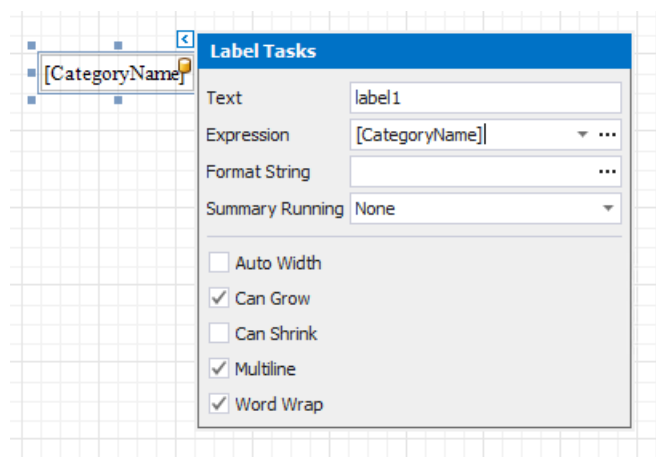 [CategoryName]
Label Tasks
Text label1
Expression [CategoryName]
Format String
Summary Running None
Auto Width
Can Grow
Can Shrink
Multiline
Word Wrap